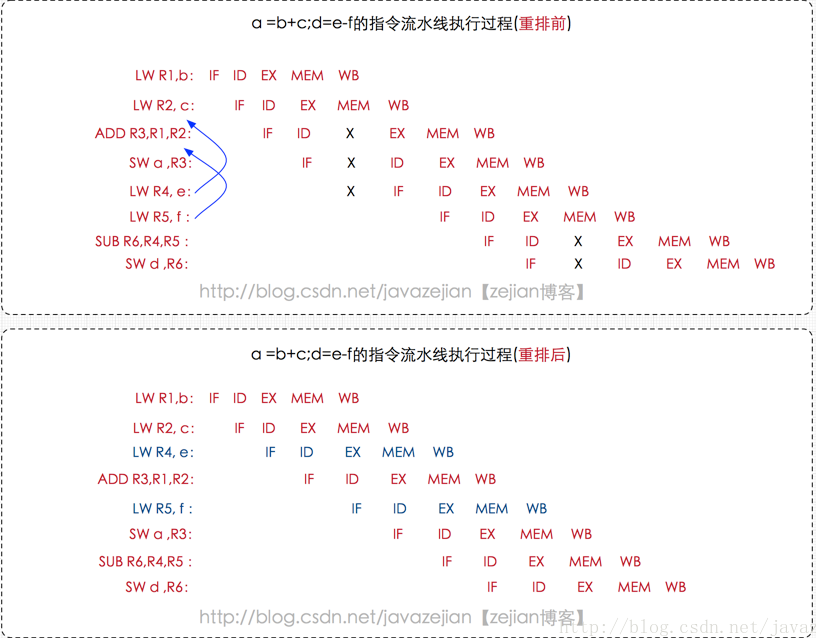 a =b+c;d=e-f的指令流水线执行过程(重排前)
LW R1,b: IF ID EX MEM WB
LW R2, c: IF ID EX MEM WB
ADD R3,R1,R2: IF ID X EX MEM WB
SW a ,R3: IF X ID EX MEM WB
LW R4, e: X IF ID EX MEM WB
LW R5, f : IF ID EX MEM WB
SUB R6,R4,R5 : IF ID X EX MEM WB
SW d ,R6: IF X ID EX MEM WB
http://blog.csdn.net/javazejian【zejian博客】
a =b+c;d=e-f的指令流水线执行过程(重排后)
LW R1,b: IF ID EX MEM WB
LW R2, c: IF ID EX MEM WB
LW R4, e: IF ID EX MEM WB
ADD R3,R1,R2: IF ID EX MEM WB
LW R5, f : IF ID EX MEM WB
SW a ,R3: IF ID EX MEM WB
SUB R6,R4,R5 : IF ID EX MEM WB
SW d ,R6: IF ID EX MEM WB
http://blog.csdn.net/javazejian【zejian博客】
http://blog.csdn.net/javaz